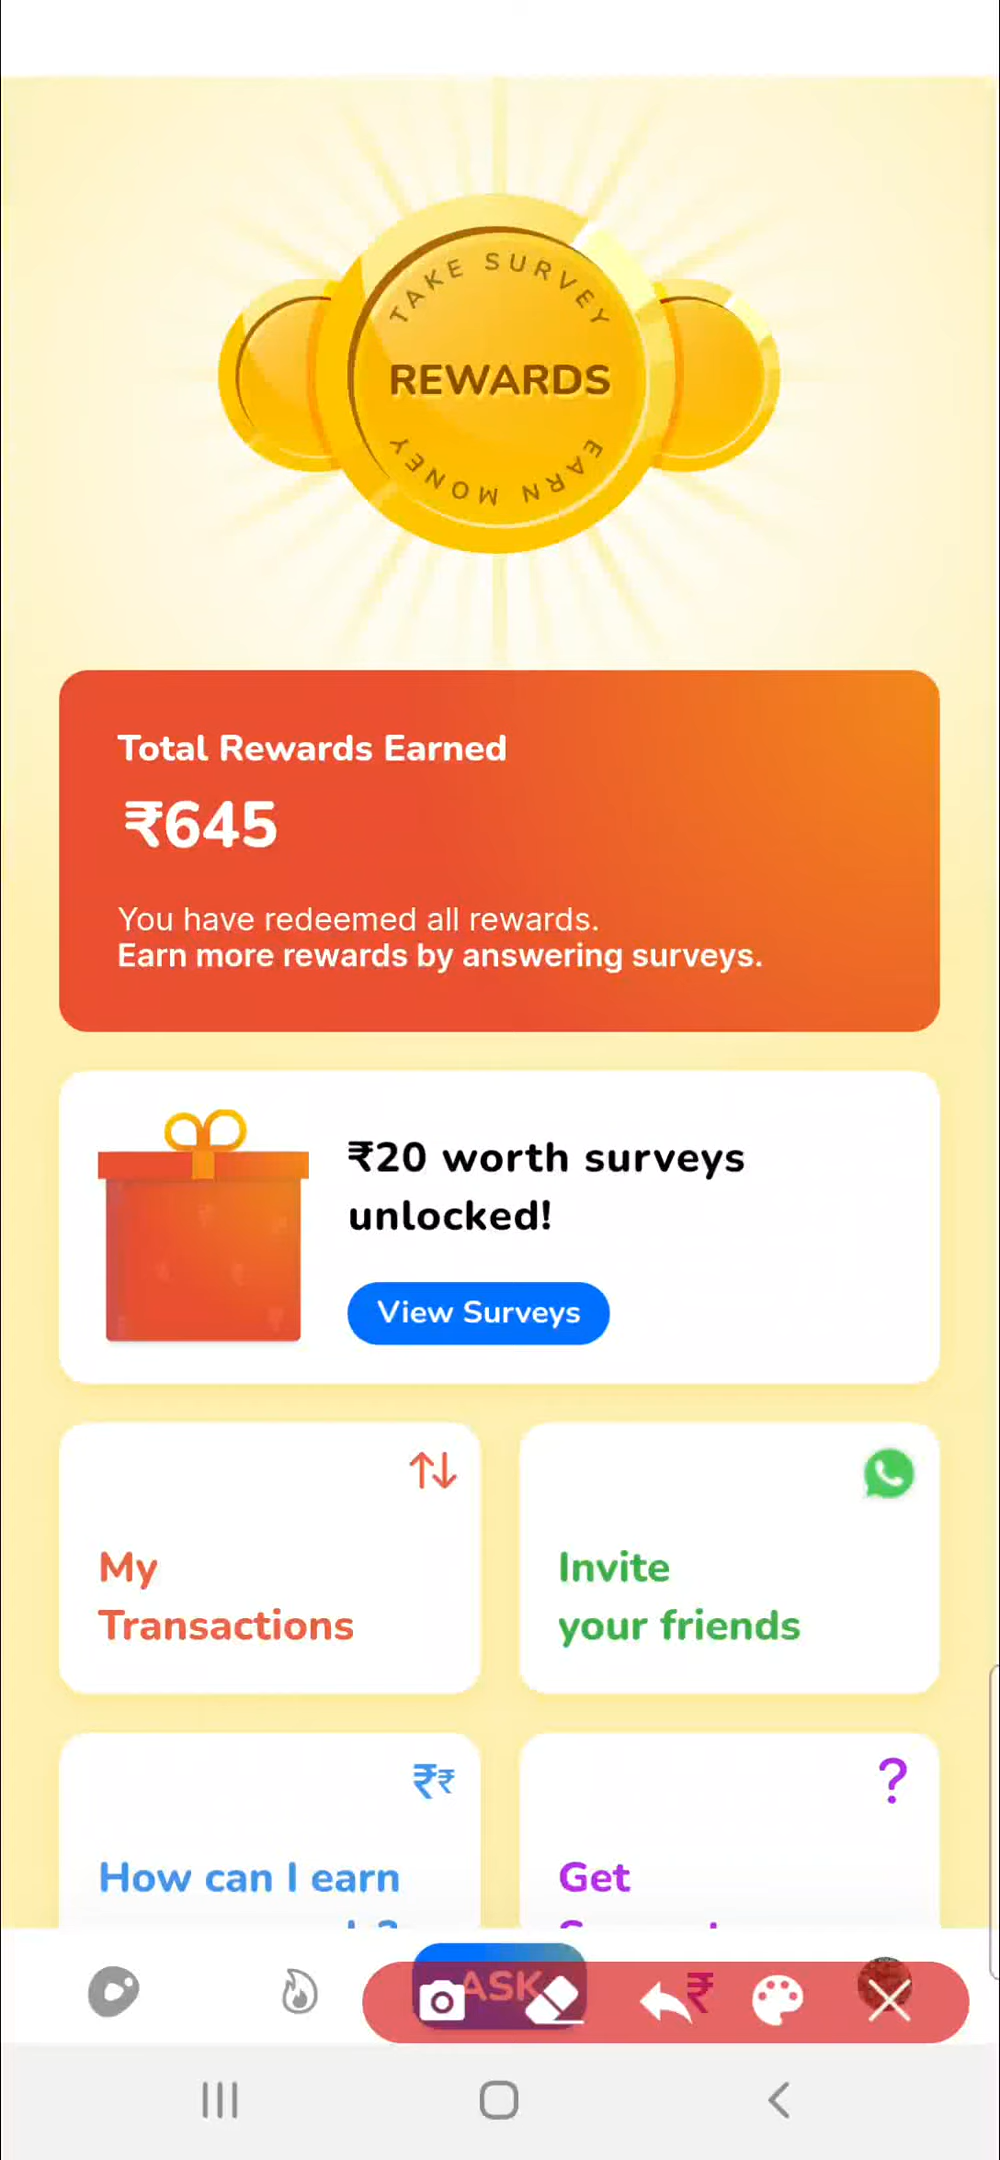 TAKE SURVEY
REWARDS
EARN MONEY
Total Rewards Earned
₹645
You have redeemed all rewards.
Earn more rewards by answering surveys.
₹20 worth surveys
unlocked!
View Surveys
My
Transactions
Invite
your friends
₹₹
?
How can I earn
Get
ASK
₹